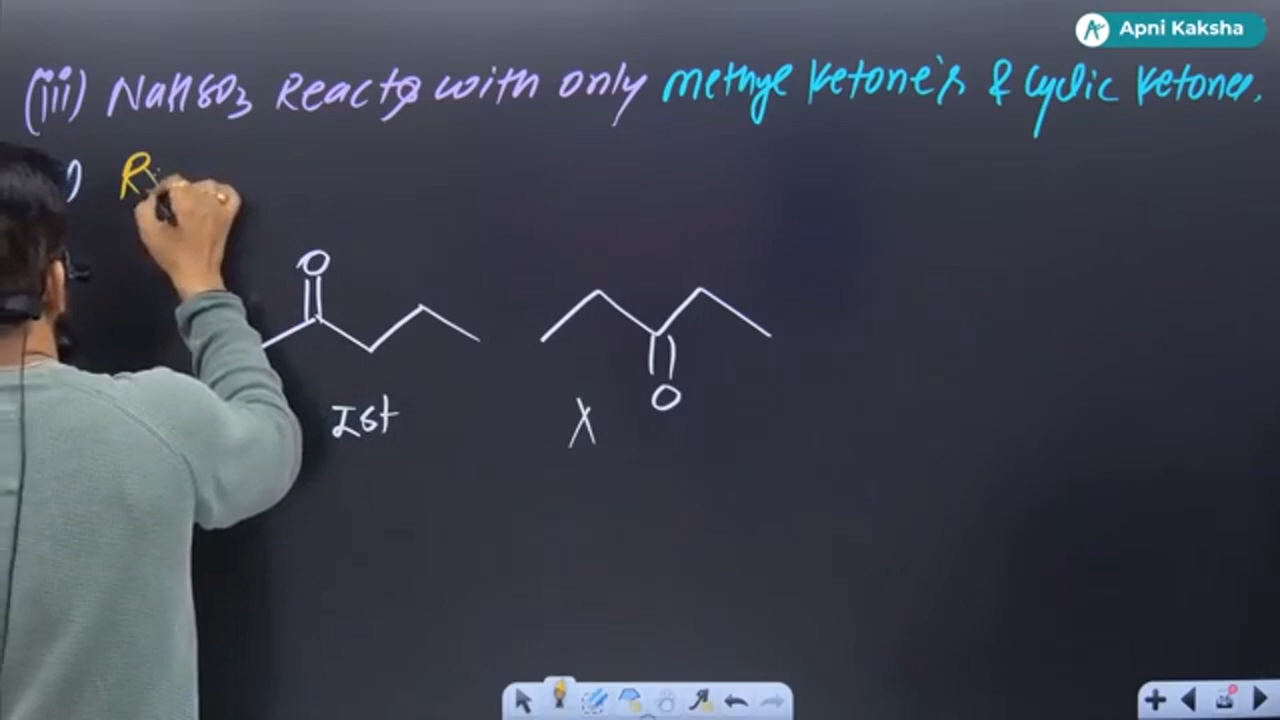 Apni Kaksha
(iii) NaHSO3 Reacts with only methyl Ketone's & Cyclic Ketones.
) R
O
O
Ist X